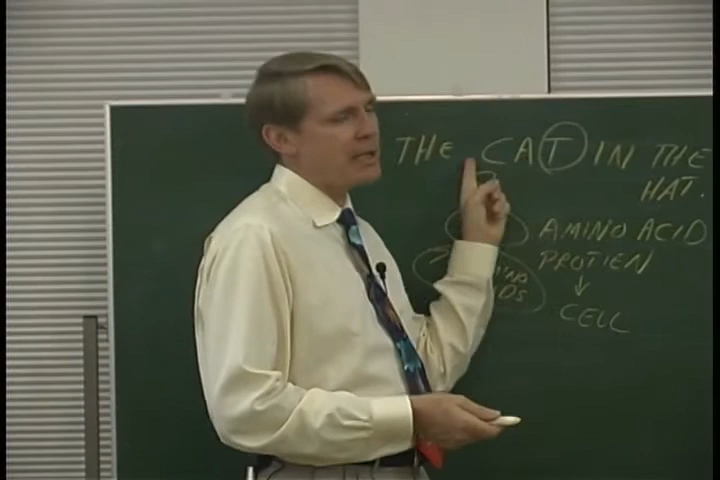 THE CAT IN THE
HAT.
AMINO ACID
PROTIEN
CELL